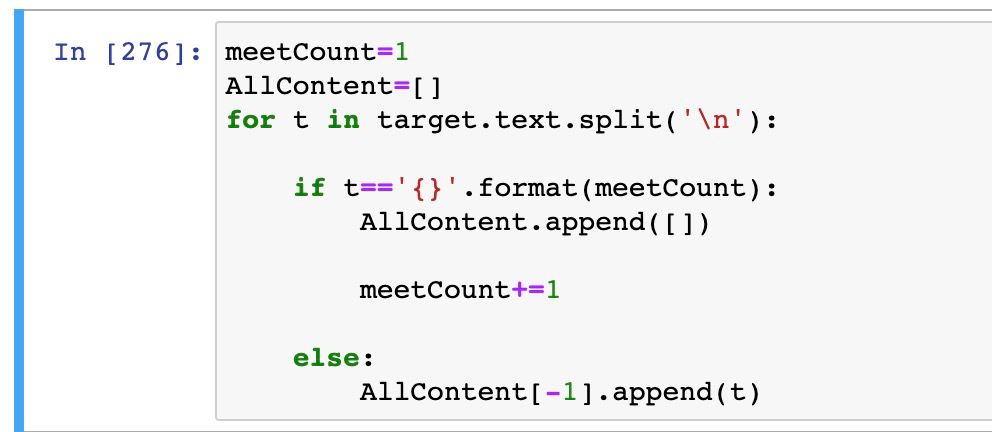 In [276]: meetCount=1
AllContent=[]
for t in target.text.split('\n'):
if t=='{}'.format(meetCount):
AllContent.append([])
meetCount+=1
else:
AllContent[-1].append(t)